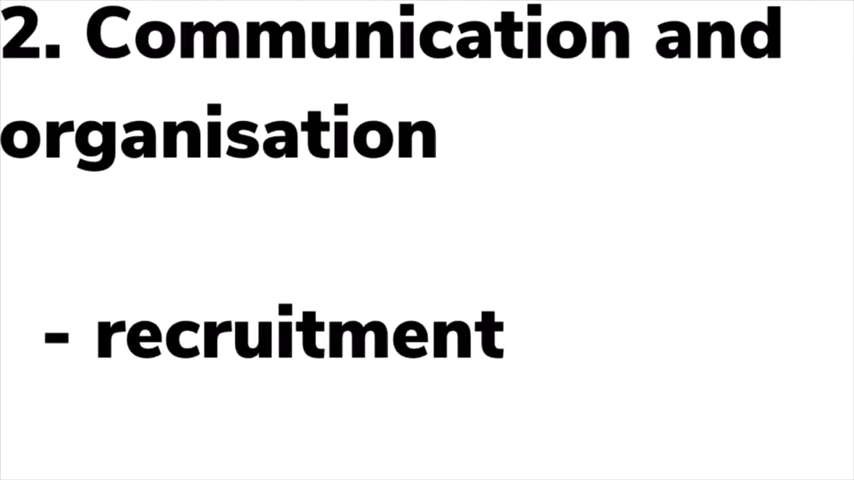 2. Communication and
organisation
- recruitment